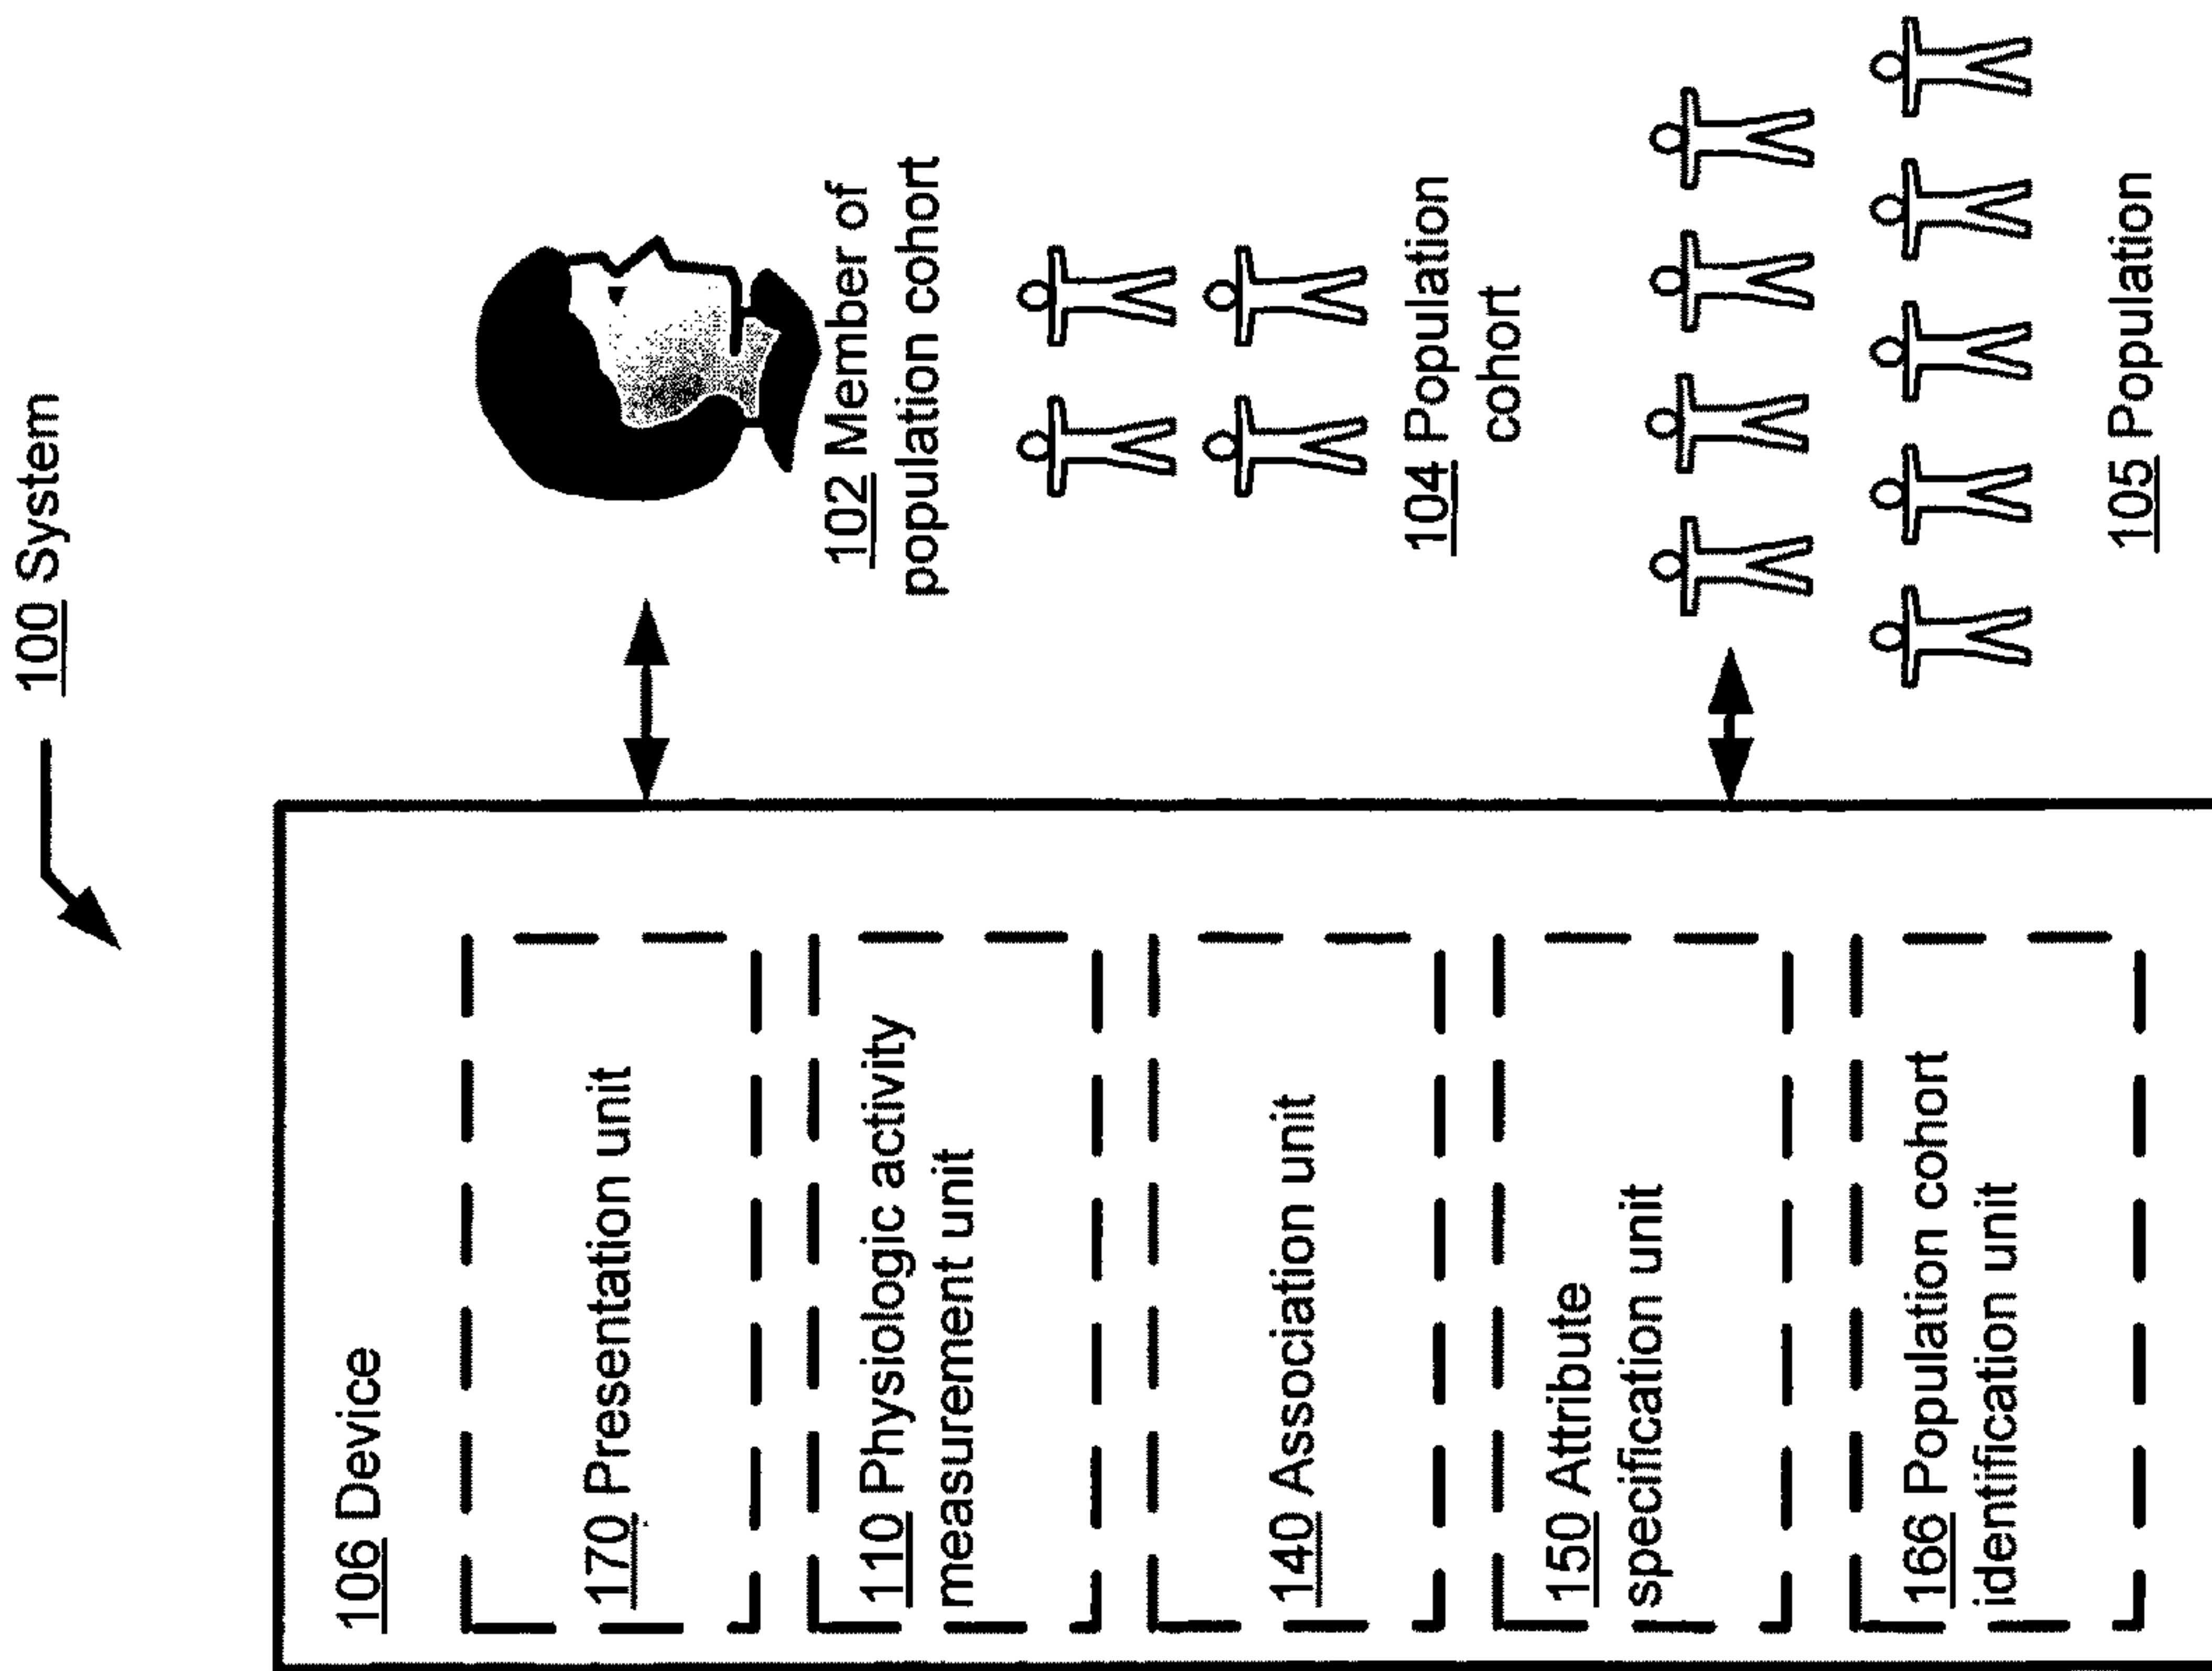 100 System
106 Device
170 Presentation unit
110 Physiologic activity
measurement unit
140 Association unit
150 Attribute
specification unit
166 Population cohort
identification unit
102 Member of
population cohort
104 Population
cohort
105 Population